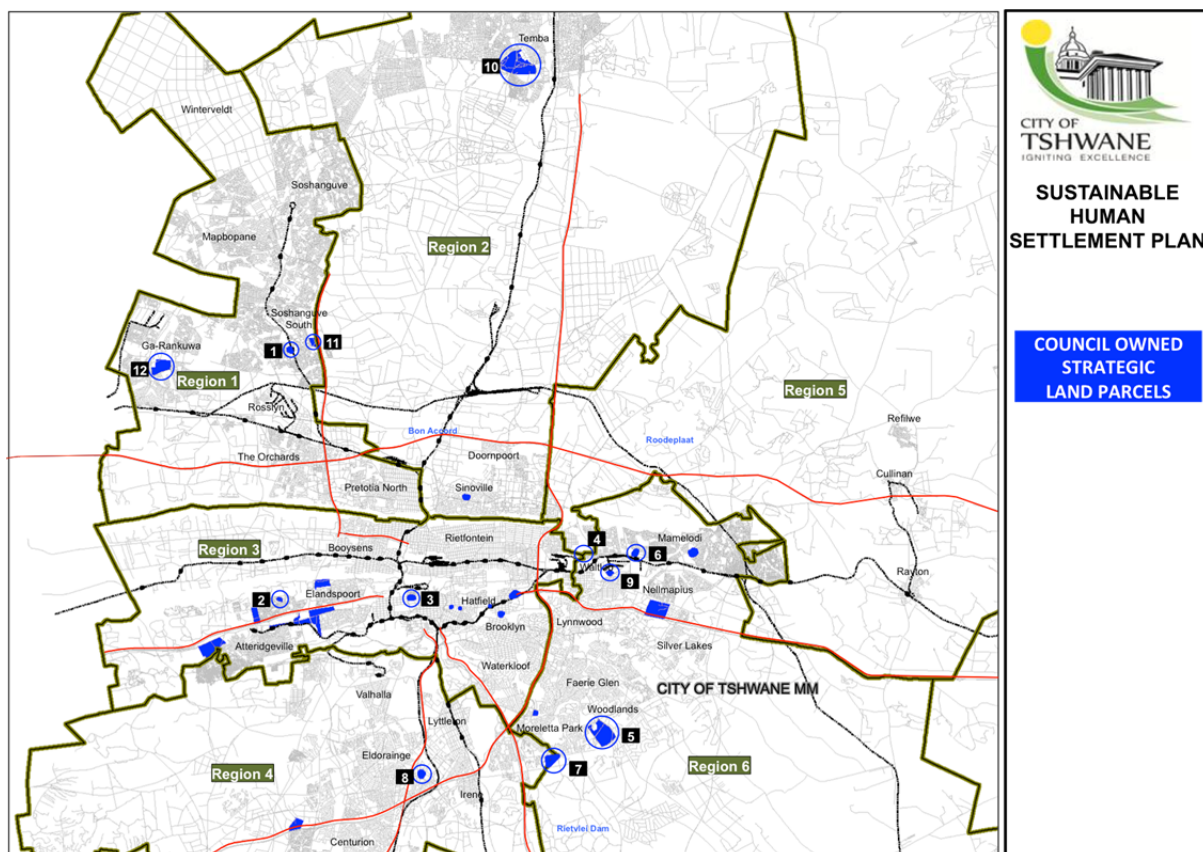 Temba
10
Winterveldt
Soshanguve
Mapbopane
Region 2
Soshanguve
South
11
1
Ga-Rankuwa
12
Region 1
Region 5
Rosslyn
Refilwe
Bon Accord
Roodeplaat
The Orchards
Doornpoort
Cullinan
Pretotia North
Sinoville
Region 3
Booysens
Rietfontein
4
Mamelodi
6
Waltloo
9
Rayton
2
Elandspoort
3
Hatfield
Nellmapius
Brooklyn
Lynnwood
Atteridgeville
Silver Lakes
Waterkloof
Valhalla
Faerie Glen
CITY OF TSHWANE MM
Woodlands
Lyttelton
Moreletta Park
5
Eldorainge
7
Region 4
8
Region 6
Irene
Rietvlei Dam
Centurion
CITY OF
TSHWANE
IGNITING EXCELLENCE
SUSTAINABLE
HUMAN
SETTLEMENT PLAN
COUNCIL OWNED
STRATEGIC
LAND PARCELS